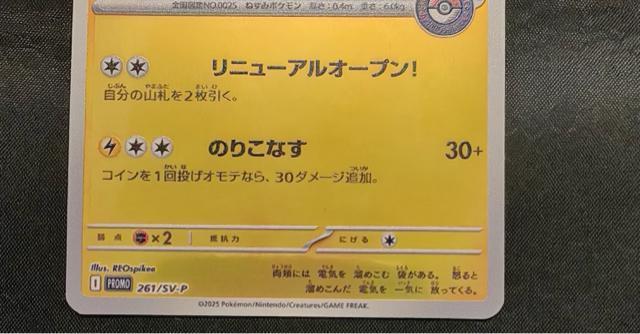 全国図鑑NO.0025 ねずみポケモン 高さ:0.4m 重さ:6.0kg
リニューアルオープン!
自分の山札を2枚引く。
のりこなす 30+
コインを1回投げオモテなら、30ダメージ追加。
弱点 ×2 抵抗力 にげる
Illus. REOspikee
I PROMO 261/SV-P
両頬には 電気を 溜めこむ 袋がある。 怒ると
溜めこんだ 電気を 一気に 放ってくる。
©2025 Pokémon/Nintendo/Creatures/GAME FREAK.